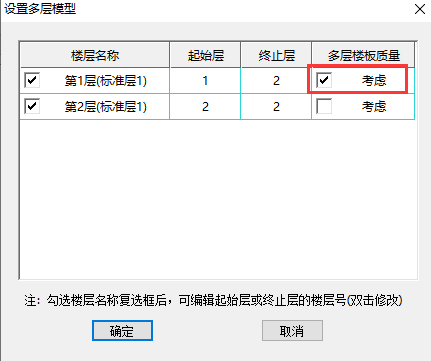 设置多层模型
楼层名称 起始层 终止层 多层楼板质量
第1层(标准层1) 1 2 考虑
第2层(标准层1) 2 2 考虑
注: 勾选楼层名称复选框后，可编辑起始层或终止层的楼层号(双击修改)
确定 取消